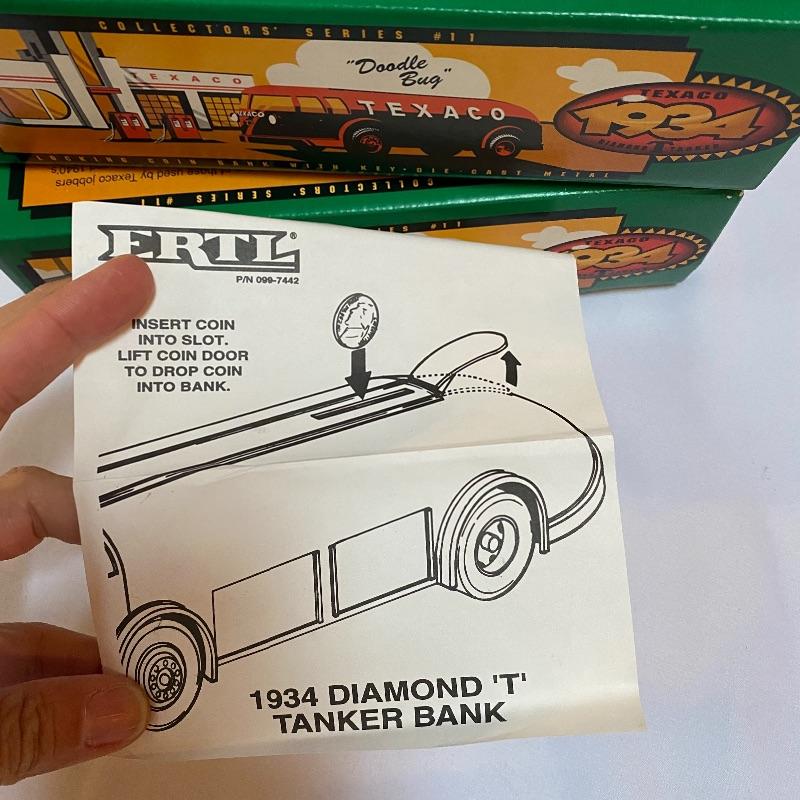 COLLECTORS' SERIES #11
"Doodle
Bug"
TEXACO
TEXACO
TEXACO
TEXACO
1934
DIAMOND T TANKER
LOCKING COIN BANK WITH KEY • DIE-CAST METAL
those used by Texaco jobbers
1940's
COLLECTORS' SERIES #11
#11
TEXACO
1934
ERTL®
P/N 099-7442
INSERT COIN
INTO SLOT.
LIFT COIN DOOR
TO DROP COIN
INTO BANK.
1934 DIAMOND 'T'
TANKER BANK